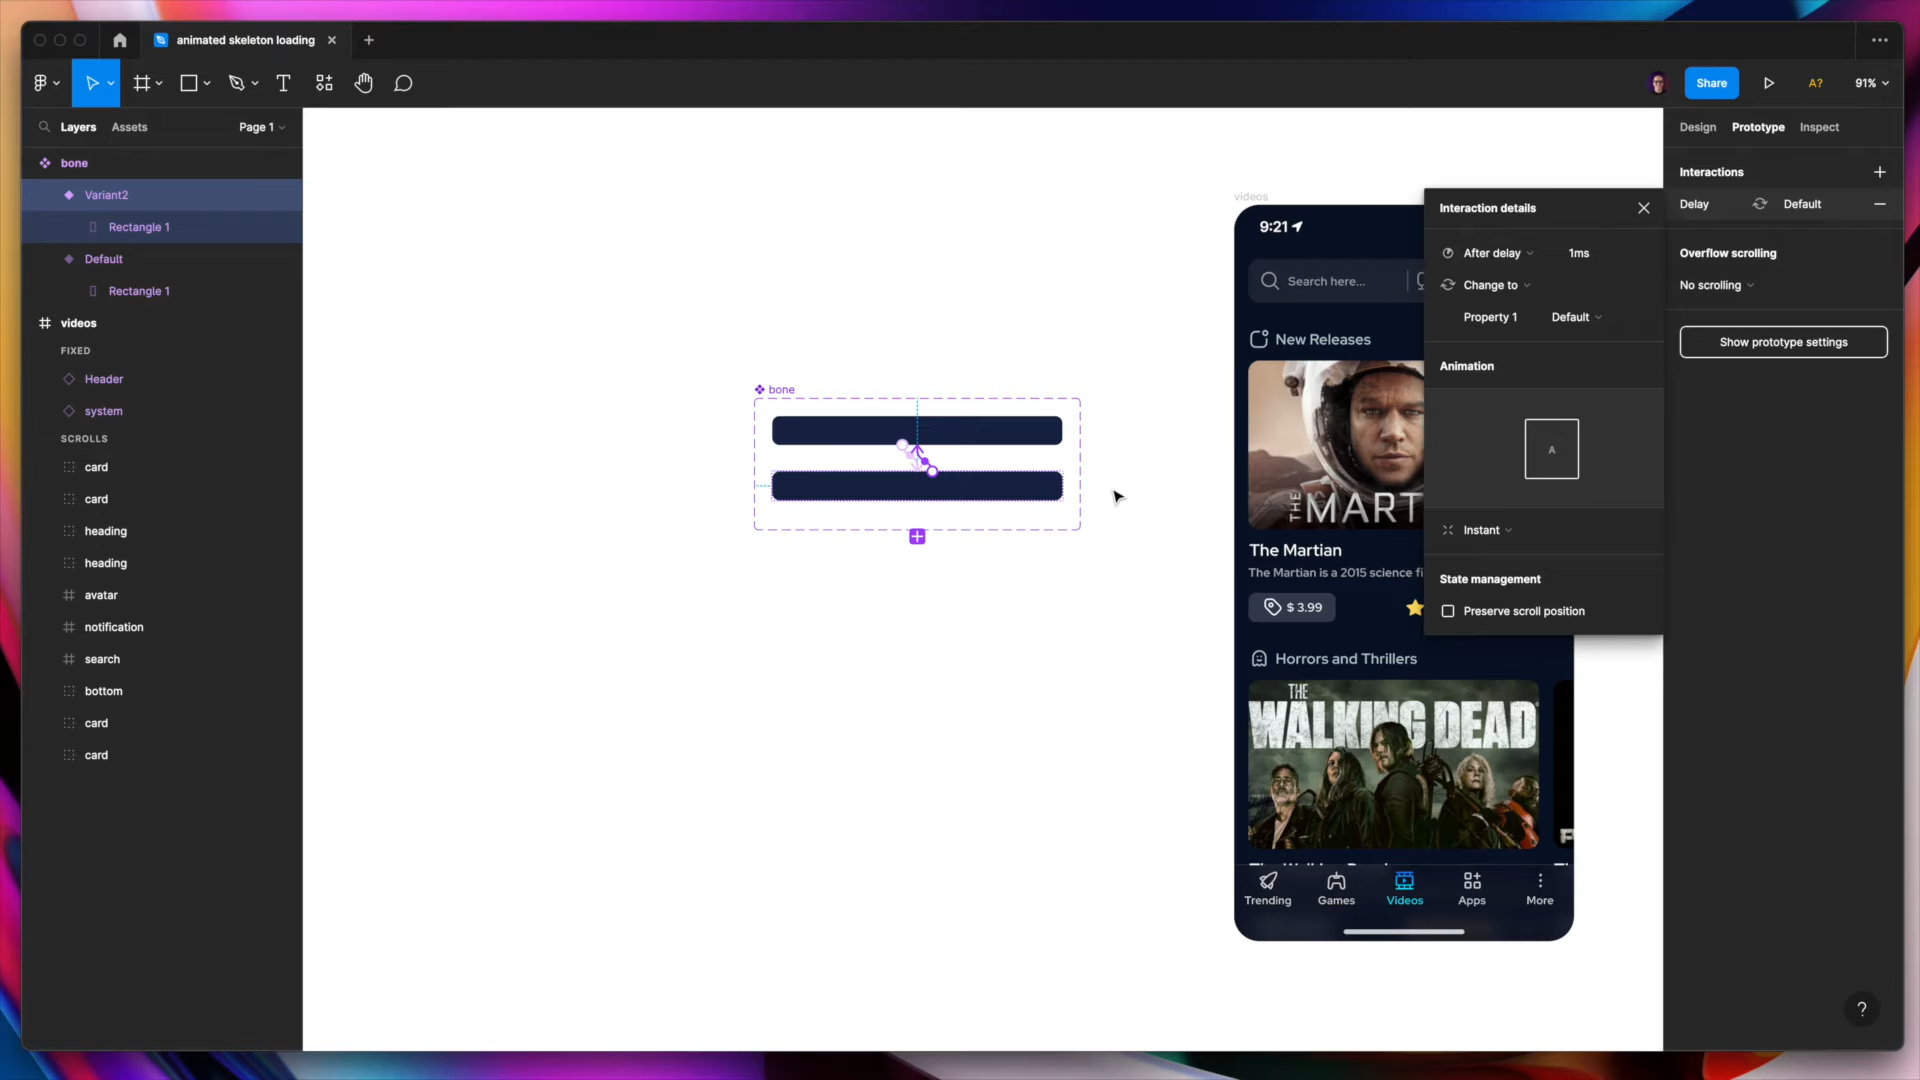 animated skeleton loading
Share
A?
91%
Layers
Assets
Page 1
bone
Variant2
Rectangle 1
Default
Rectangle 1
videos
FIXED
Header
system
SCROLLS
card
card
heading
heading
avatar
notification
search
bottom
card
card
bone
videos
9:21
Search here...
New Releases
THE MART
The Martian
The Martian is a 2015 science fi
$ 3.99
Horrors and Thrillers
THE
WALKING DEAD
Trending
Games
Videos
Apps
More
Interaction details
After delay
1ms
Change to
Property 1
Default
Animation
A
Instant
State management
Preserve scroll position
Design
Prototype
Inspect
Interactions
Delay
Default
Overflow scrolling
No scrolling
Show prototype settings
?